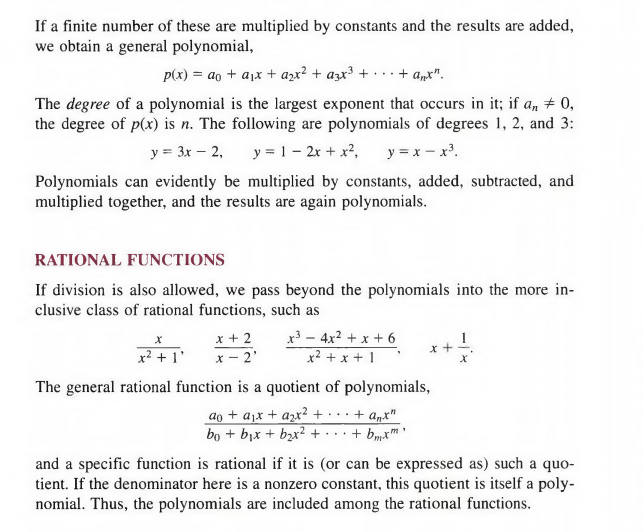 If a finite number of these are multiplied by constants and the results are added,
we obtain a general polynomial,
p(x) = a₀ + a₁x + a₂x² + a₃x³ + · · · + aₙxⁿ.
The degree of a polynomial is the largest exponent that occurs in it; if aₙ ≠ 0,
the degree of p(x) is n. The following are polynomials of degrees 1, 2, and 3:
y = 3x − 2, y = 1 − 2x + x², y = x − x³.
Polynomials can evidently be multiplied by constants, added, subtracted, and
multiplied together, and the results are again polynomials.
RATIONAL FUNCTIONS
If division is also allowed, we pass beyond the polynomials into the more in-
clusive class of rational functions, such as
x / (x² + 1), (x + 2) / (x − 2), (x³ − 4x² + x + 6) / (x² + x + 1), x + 1/x.
The general rational function is a quotient of polynomials,
a₀ + a₁x + a₂x² + · · · + aₙxⁿ
b₀ + b₁x + b₂x² + · · · + bₘxᵐ ,
and a specific function is rational if it is (or can be expressed as) such a quo-
tient. If the denominator here is a nonzero constant, this quotient is itself a poly-
nomial. Thus, the polynomials are included among the rational functions.